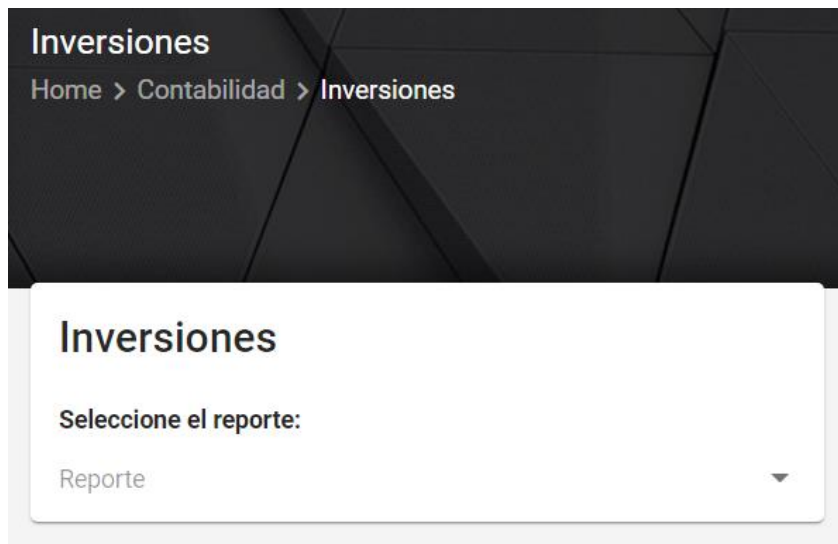 Inversiones
Home > Contabilidad > Inversiones
Inversiones
Seleccione el reporte:
Reporte